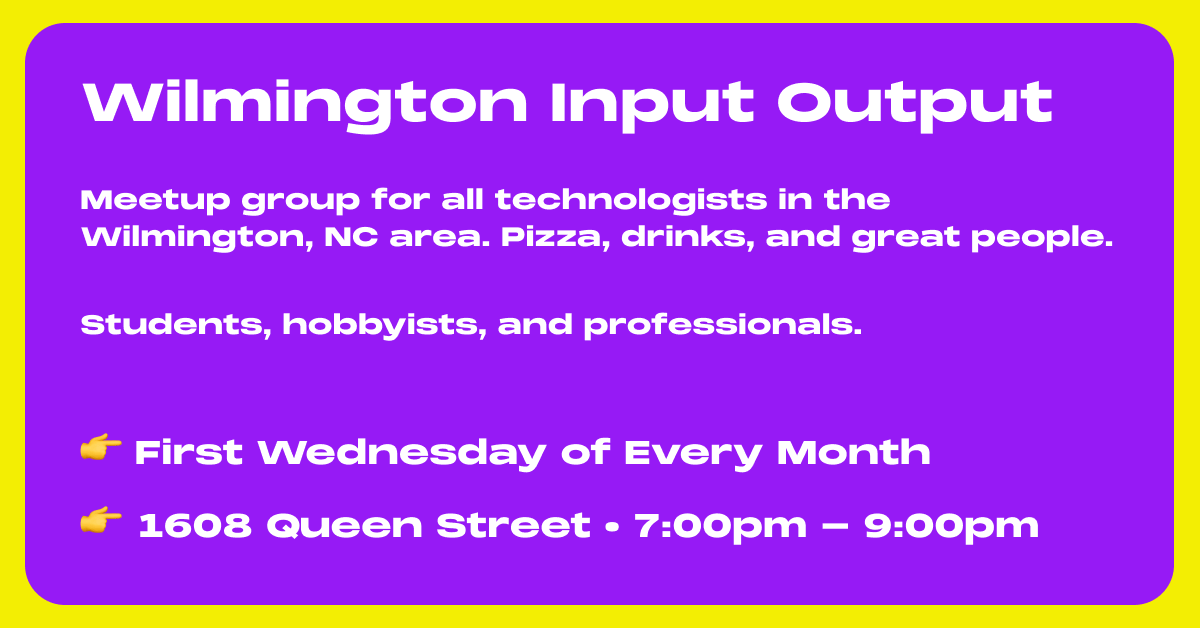 Wilmington Input Output
Meetup group for all technologists in the
Wilmington, NC area. Pizza, drinks, and great people.
Students, hobbyists, and professionals.
👉 First Wednesday of Every Month
👉 1608 Queen Street • 7:00pm – 9:00pm